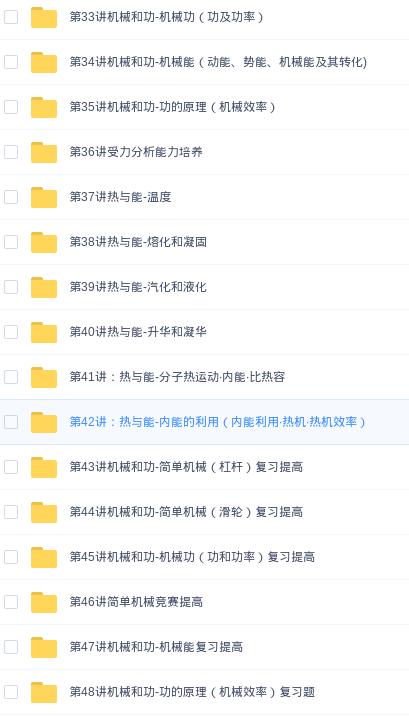 第33讲机械和功-机械功（功及功率）
第34讲机械和功-机械能（动能、势能、机械能及其转化)
第35讲机械和功-功的原理（机械效率）
第36讲受力分析能力培养
第37讲热与能-温度
第38讲热与能-熔化和凝固
第39讲热与能-汽化和液化
第40讲热与能-升华和凝华
第41讲：热与能-分子热运动·内能·比热容
第42讲：热与能-内能的利用（内能利用·热机·热机效率）
第43讲机械和功-简单机械（杠杆）复习提高
第44讲机械和功-简单机械（滑轮）复习提高
第45讲机械和功-机械功（功和功率）复习提高
第46讲简单机械竞赛提高
第47讲机械和功-机械能复习提高
第48讲机械和功-功的原理（机械效率）复习题